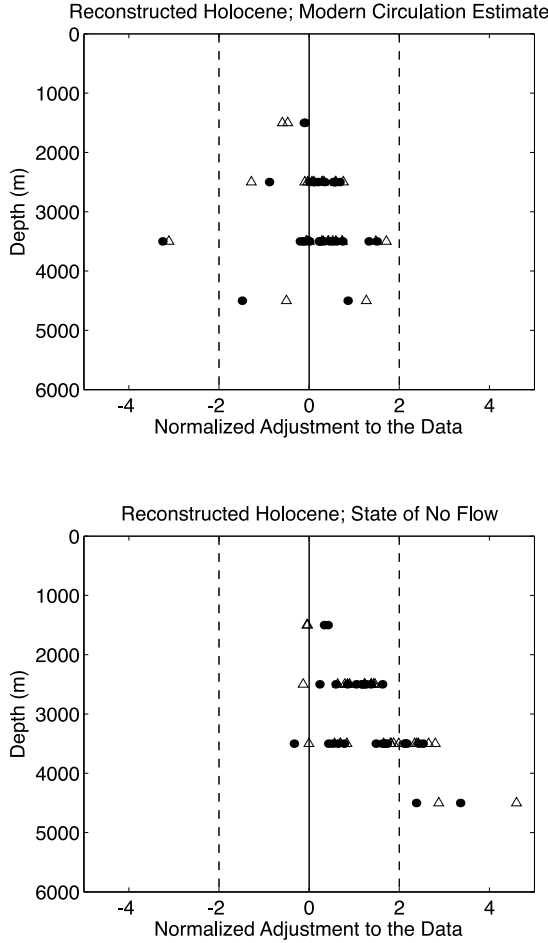 Reconstructed Holocene; Modern Circulation Estimate
0
1000
2000
3000
4000
5000
6000
Depth (m)
-4 -2 0 2 4
Normalized Adjustment to the Data
Reconstructed Holocene; State of No Flow
0
1000
2000
3000
4000
5000
6000
Depth (m)
-4 -2 0 2 4
Normalized Adjustment to the Data